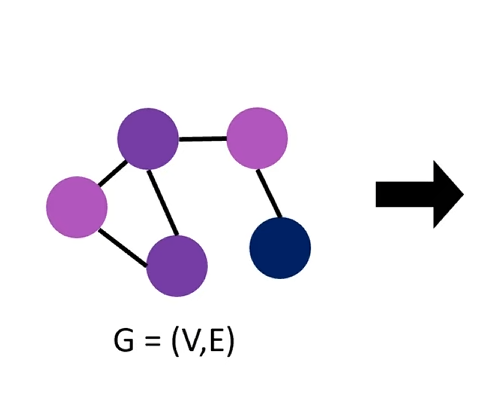 G = (V,E)